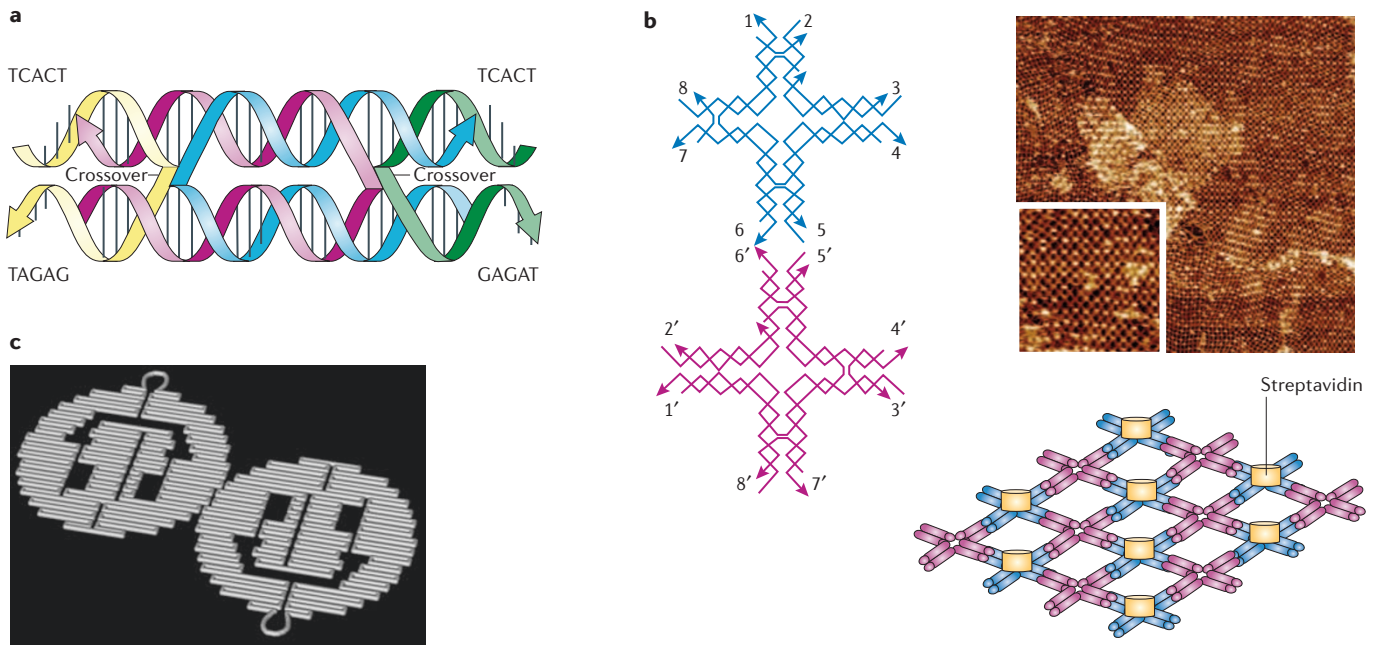 a
TCACT
TCACT
Crossover
Crossover
TAGAG
GAGAT
b
1
2
8
3
7
4
6
5
6′
5′
2′
4′
1′
3′
8′
7′
Streptavidin
c